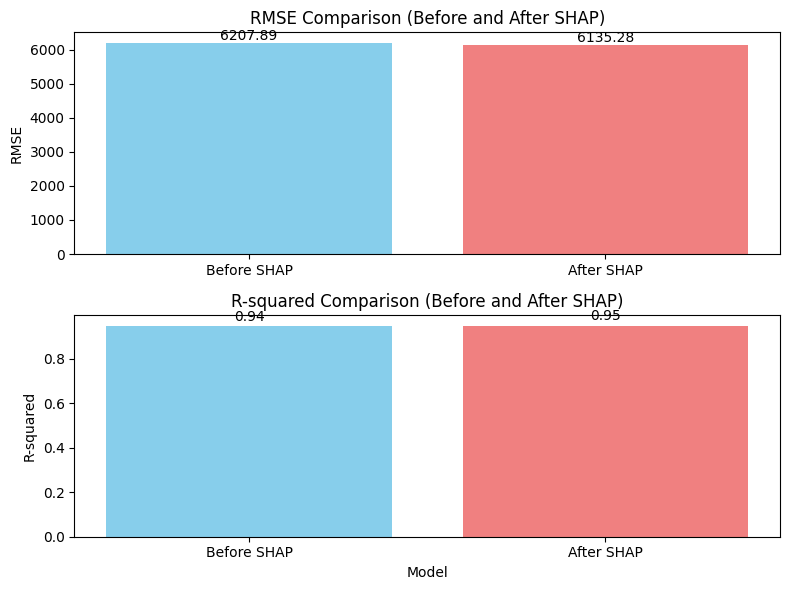 RMSE Comparison (Before and After SHAP)
6207.89
6135.28
6000
5000
4000
3000
2000
1000
0
RMSE
Before SHAP
After SHAP
R-squared Comparison (Before and After SHAP)
0.94
0.95
0.8
0.6
0.4
0.2
0.0
R-squared
Before SHAP
After SHAP
Model